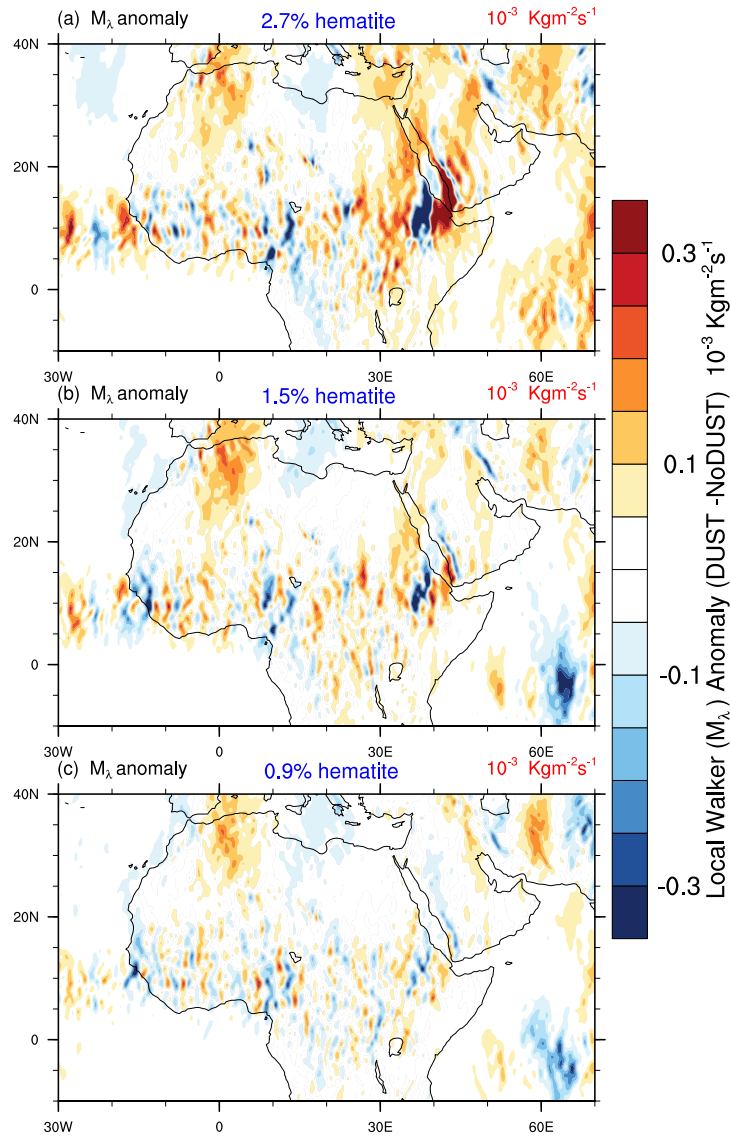 (a) M_λ anomaly 2.7% hematite 10⁻³ Kgm⁻²s⁻¹
40N
20N
0
30W 0 30E 60E
(b) M_λ anomaly 1.5% hematite 10⁻³ Kgm⁻²s⁻¹
40N
20N
0
30W 0 30E 60E
(c) M_λ anomaly 0.9% hematite 10⁻³ Kgm⁻²s⁻¹
40N
20N
0
30W 0 30E 60E
0.3
0.1
-0.1
-0.3
Local Walker (M_λ) Anomaly (DUST -NoDUST) 10⁻³ Kgm⁻²s⁻¹